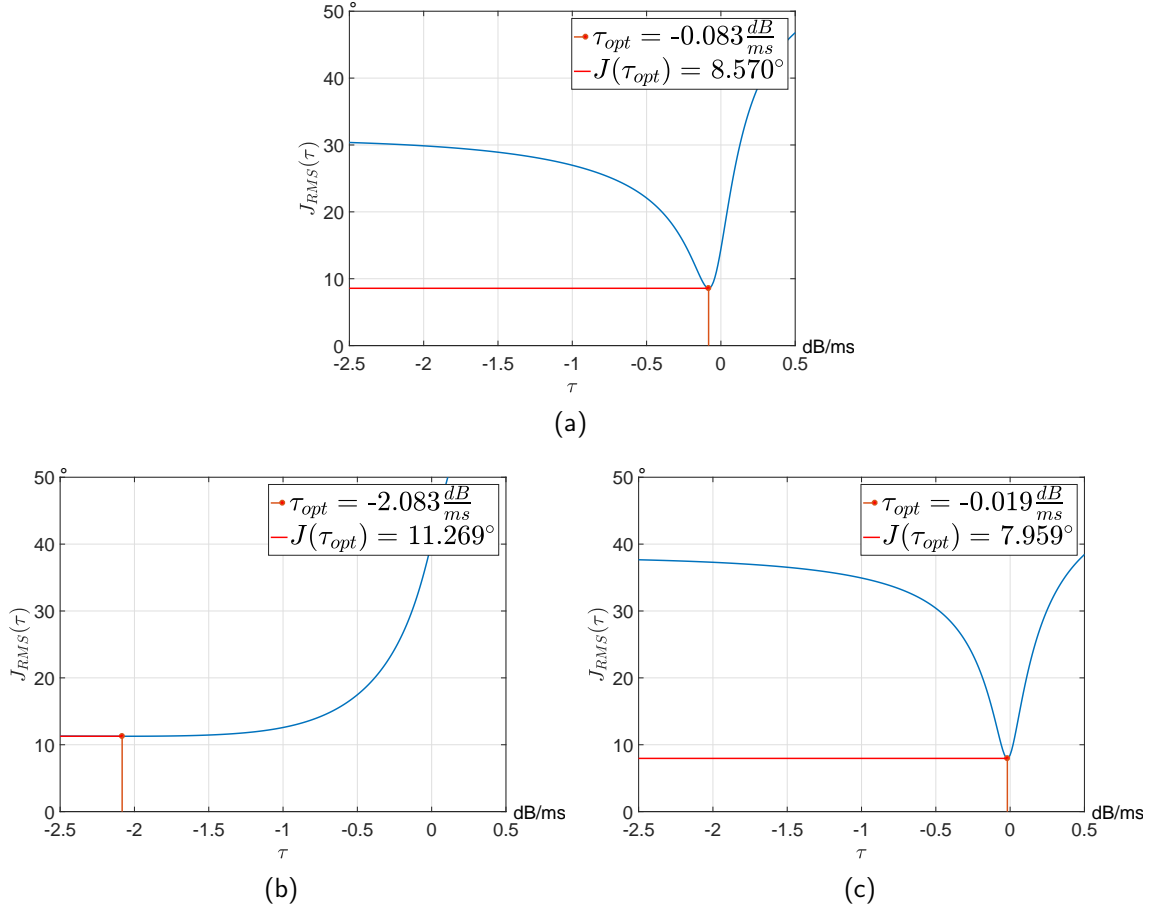 50 °
τ_opt = -0.083 dB/ms
J(τ_opt) = 8.570°
40
30
20
10
0
J_RMS(τ)
-2.5 -2 -1.5 -1 -0.5 0 0.5 dB/ms
τ
(a)
50 °
τ_opt = -2.083 dB/ms
J(τ_opt) = 11.269°
40
30
20
10
0
J_RMS(τ)
-2.5 -2 -1.5 -1 -0.5 0 0.5 dB/ms
τ
(b)
50 °
τ_opt = -0.019 dB/ms
J(τ_opt) = 7.959°
40
30
20
10
0
J_RMS(τ)
-2.5 -2 -1.5 -1 -0.5 0 0.5 dB/ms
τ
(c)